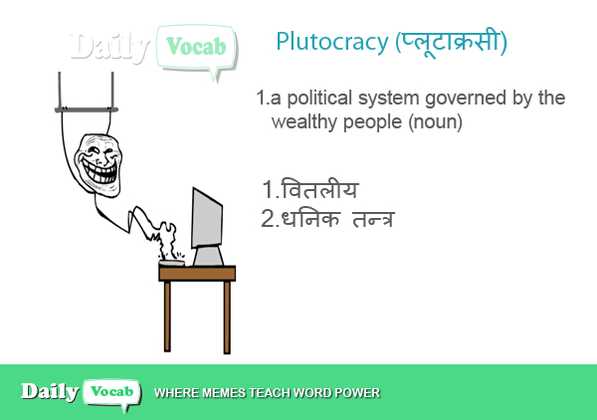 Daily Vocab
Plutocracy (प्लूटाक्रसी)
1.a political system governed by the
wealthy people (noun)
1.वितलीय
2.धनिक तन्त्र
Daily Vocab WHERE MEMES TEACH WORD POWER